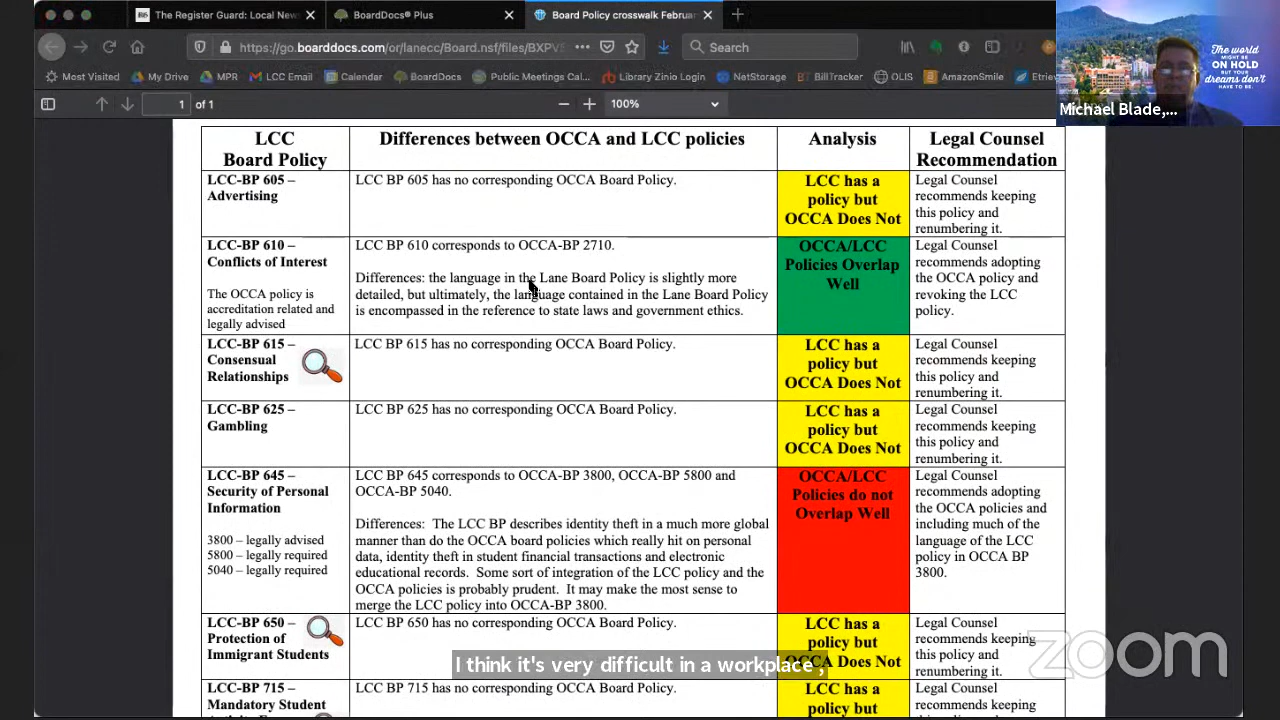 The Register Guard: Local New
BoardDocs® Plus
Board Policy crosswalk Februar
https://go.boarddocs.com/or/lanecc/Board.nsf/files/BXPV
Search
Most Visited
My Drive
MPR
LCC Email
Calendar
BoardDocs
Public Meetings Cal...
Library Zinio Login
NetStorage
BillTracker
OLIS
AmazonSmile
Etrie
The world
MIGHT BE
ON HOLD
BUT YOUR
dreams don't
HAVE TO BE.
Michael Blade,...
1 of 1
100%
LCC
Board Policy
Differences between OCCA and LCC policies
Analysis
Legal Counsel
Recommendation
LCC-BP 605 –
Advertising
LCC BP 605 has no corresponding OCCA Board Policy.
LCC has a
policy but
OCCA Does Not
Legal Counsel
recommends keeping
this policy and
renumbering it.
LCC-BP 610 –
Conflicts of Interest
The OCCA policy is
accreditation related and
legally advised
LCC BP 610 corresponds to OCCA-BP 2710.
Differences: the language in the Lane Board Policy is slightly more
detailed, but ultimately, the language contained in the Lane Board Policy
is encompassed in the reference to state laws and government ethics.
OCCA/LCC
Policies Overlap
Well
Legal Counsel
recommends adopting
the OCCA policy and
revoking the LCC
policy.
LCC-BP 615 –
Consensual
Relationships
LCC BP 615 has no corresponding OCCA Board Policy.
LCC has a
policy but
OCCA Does Not
Legal Counsel
recommends keeping
this policy and
renumbering it.
LCC-BP 625 –
Gambling
LCC BP 625 has no corresponding OCCA Board Policy.
LCC has a
policy but
OCCA Does Not
Legal Counsel
recommends keeping
this policy and
renumbering it.
LCC-BP 645 –
Security of Personal
Information
3800 – legally advised
5800 – legally required
5040 – legally required
LCC BP 645 corresponds to OCCA-BP 3800, OCCA-BP 5800 and
OCCA-BP 5040.
Differences: The LCC BP describes identity theft in a much more global
manner than do the OCCA board policies which really hit on personal
data, identity theft in student financial transactions and electronic
educational records. Some sort of integration of the LCC policy and the
OCCA policies is probably prudent. It may make the most sense to
merge the LCC policy into OCCA-BP 3800.
OCCA/LCC
Policies do not
Overlap Well
Legal Counsel
recommends adopting
the OCCA policies and
including much of the
language of the LCC
policy in OCCA BP
3800.
LCC-BP 650 –
Protection of
Immigrant Students
LCC BP 650 has no corresponding OCCA Board Policy.
LCC has a
policy but
OCCA Does Not
Legal Counsel
recommends keeping
this policy and
renumbering it.
I think it's very difficult in a workplace ,
zoom
LCC-BP 715 –
Mandatory Student
LCC BP 715 has no corresponding OCCA Board Policy.
LCC has a
policy but
Legal Counsel
recommends keeping